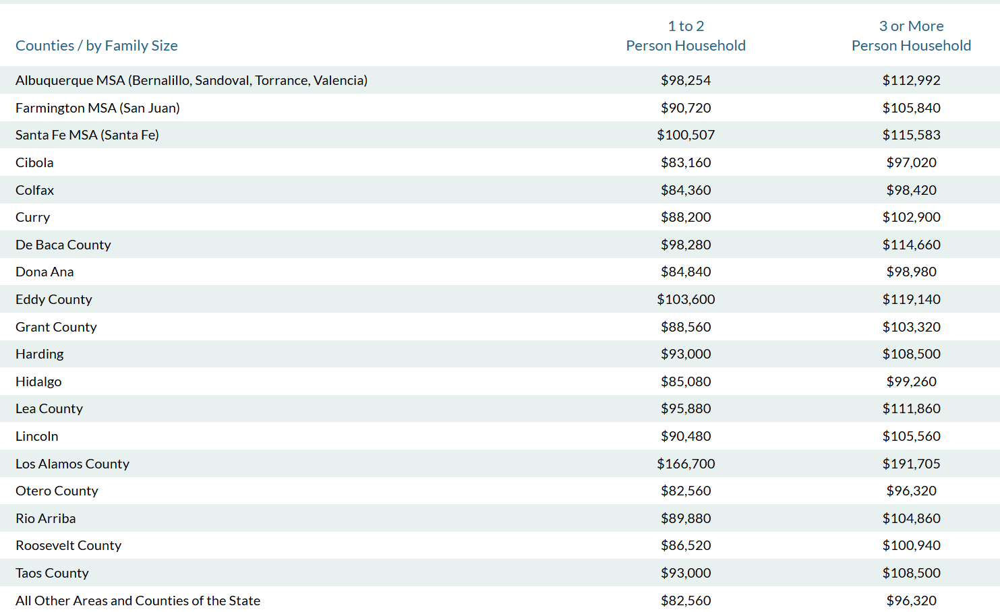 1 to 2 3 or More
Counties / by Family Size Person Household Person Household
Albuquerque MSA (Bernalillo, Sandoval, Torrance, Valencia) $98,254 $112,992
Farmington MSA (San Juan) $90,720 $105,840
Santa Fe MSA (Santa Fe) $100,507 $115,583
Cibola $83,160 $97,020
Colfax $84,360 $98,420
Curry $88,200 $102,900
De Baca County $98,280 $114,660
Dona Ana $84,840 $98,980
Eddy County $103,600 $119,140
Grant County $88,560 $103,320
Harding $93,000 $108,500
Hidalgo $85,080 $99,260
Lea County $95,880 $111,860
Lincoln $90,480 $105,560
Los Alamos County $166,700 $191,705
Otero County $82,560 $96,320
Rio Arriba $89,880 $104,860
Roosevelt County $86,520 $100,940
Taos County $93,000 $108,500
All Other Areas and Counties of the State $82,560 $96,320